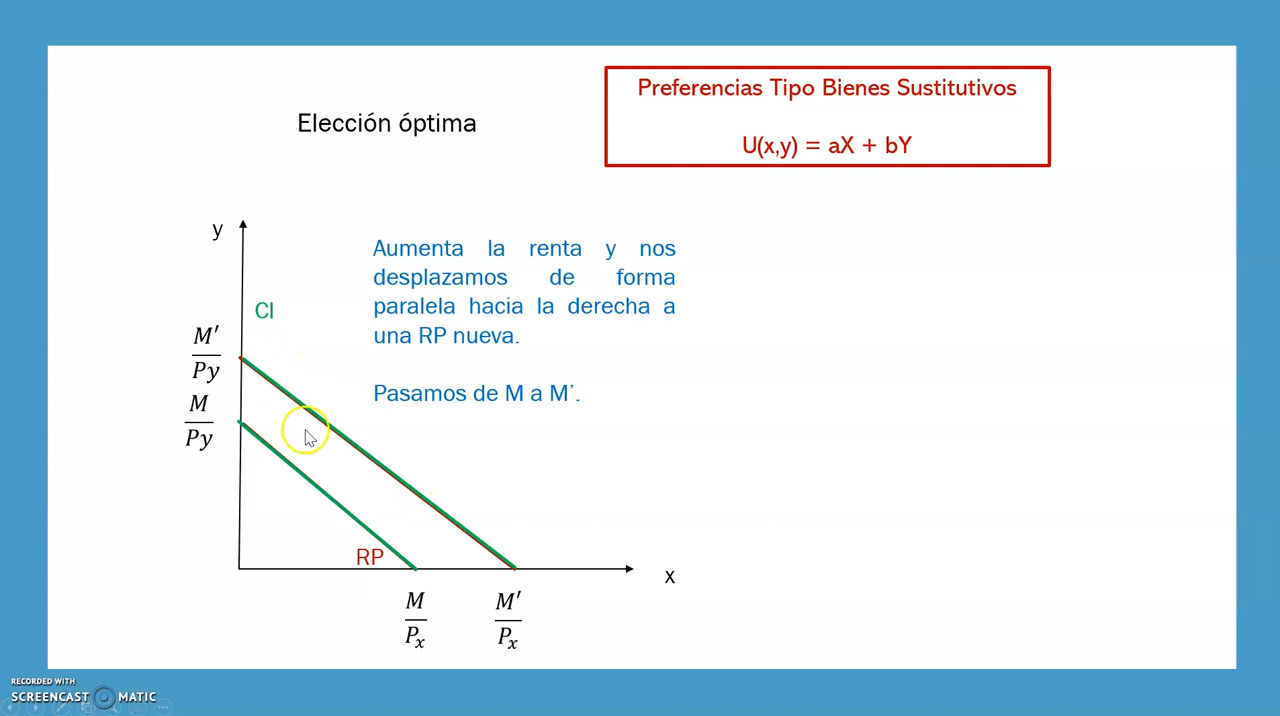 Preferencias Tipo Bienes Sustitutivos
U(x,y) = aX + bY
Elección óptima
y
Aumenta la renta y nos
desplazamos de forma
paralela hacia la derecha a
una RP nueva.
Pasamos de M a M'.
CI
M'
Py
M
Py
RP
x
M
Px
M'
Px
RECORDED WITH
SCREENCAST MATIC